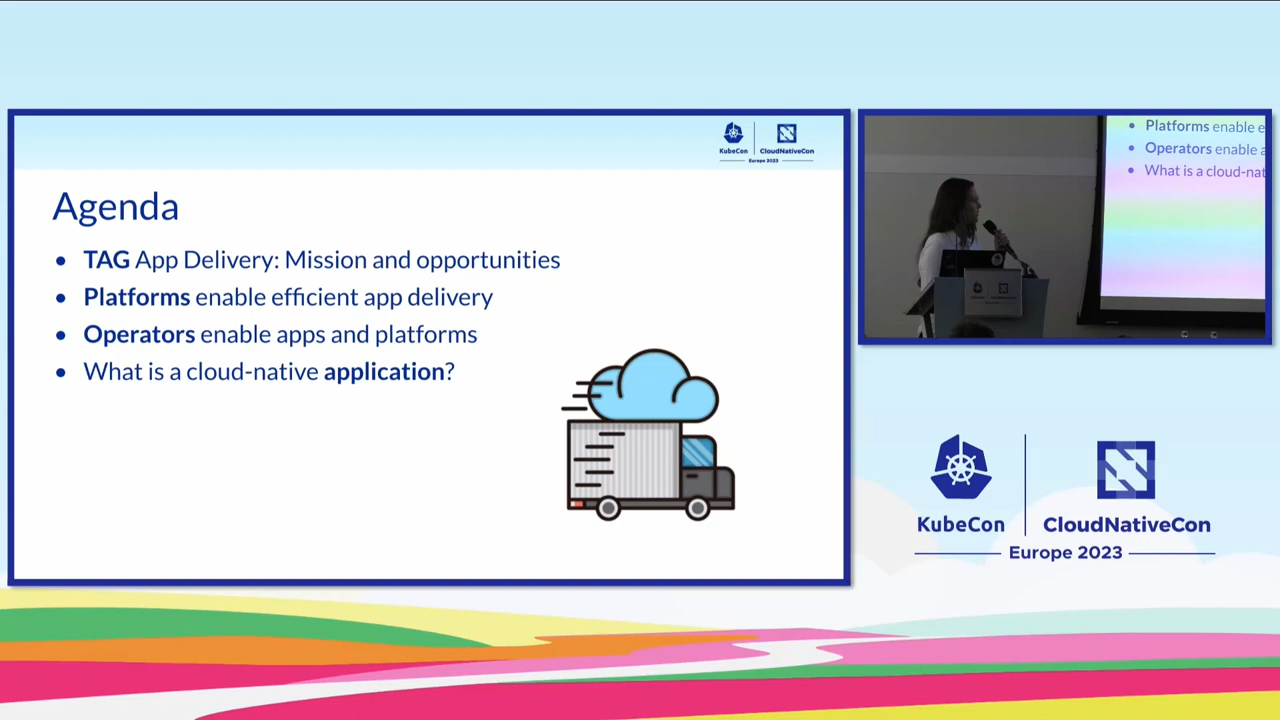 KubeCon
CloudNativeCon
Europe 2023
Agenda
• TAG App Delivery: Mission and opportunities
• Platforms enable efficient app delivery
• Operators enable apps and platforms
• What is a cloud-native application?
• Platforms enable e
• Operators enable a
• What is a cloud-nat
KubeCon
CloudNativeCon
Europe 2023